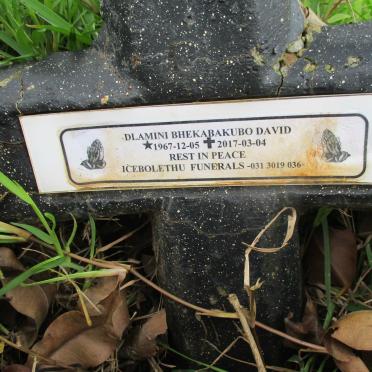 DLAMINI BHEKABAKUBO DAVID
★1967-12-05 ✝2017-03-04
REST IN PEACE
ICEBOLETHU FUNERALS -031 3019 036-